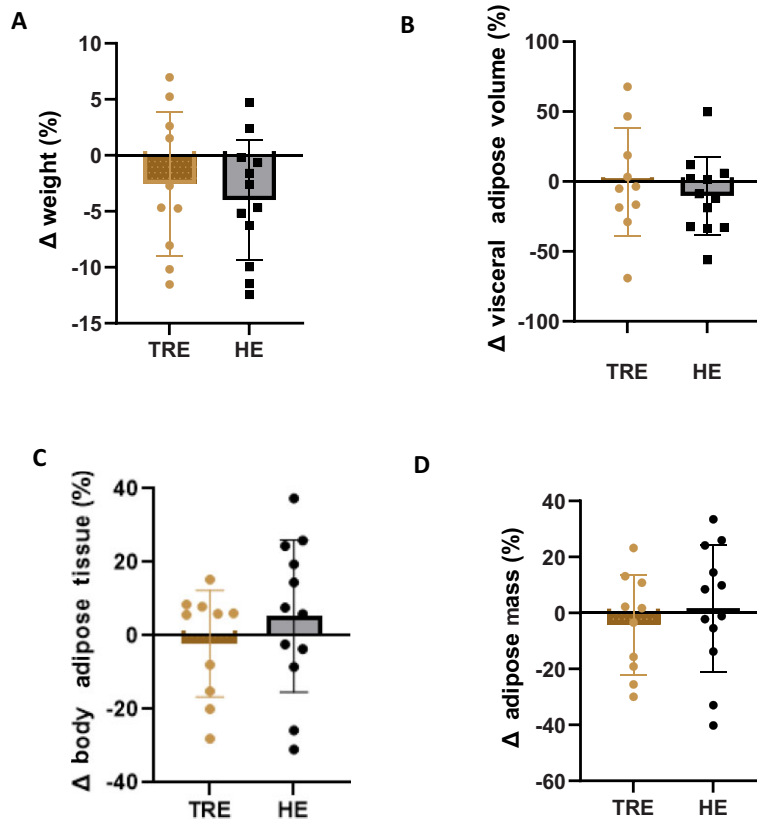 A
Δ weight (%)
10
5
0
-5
-10
-15
TRE HE
B
Δ visceral adipose volume (%)
100
50
0
-50
-100
TRE HE
C
Δ body adipose tissue (%)
40
20
0
-20
-40
TRE HE
D
Δ adipose mass (%)
40
20
0
-20
-40
-60
TRE HE